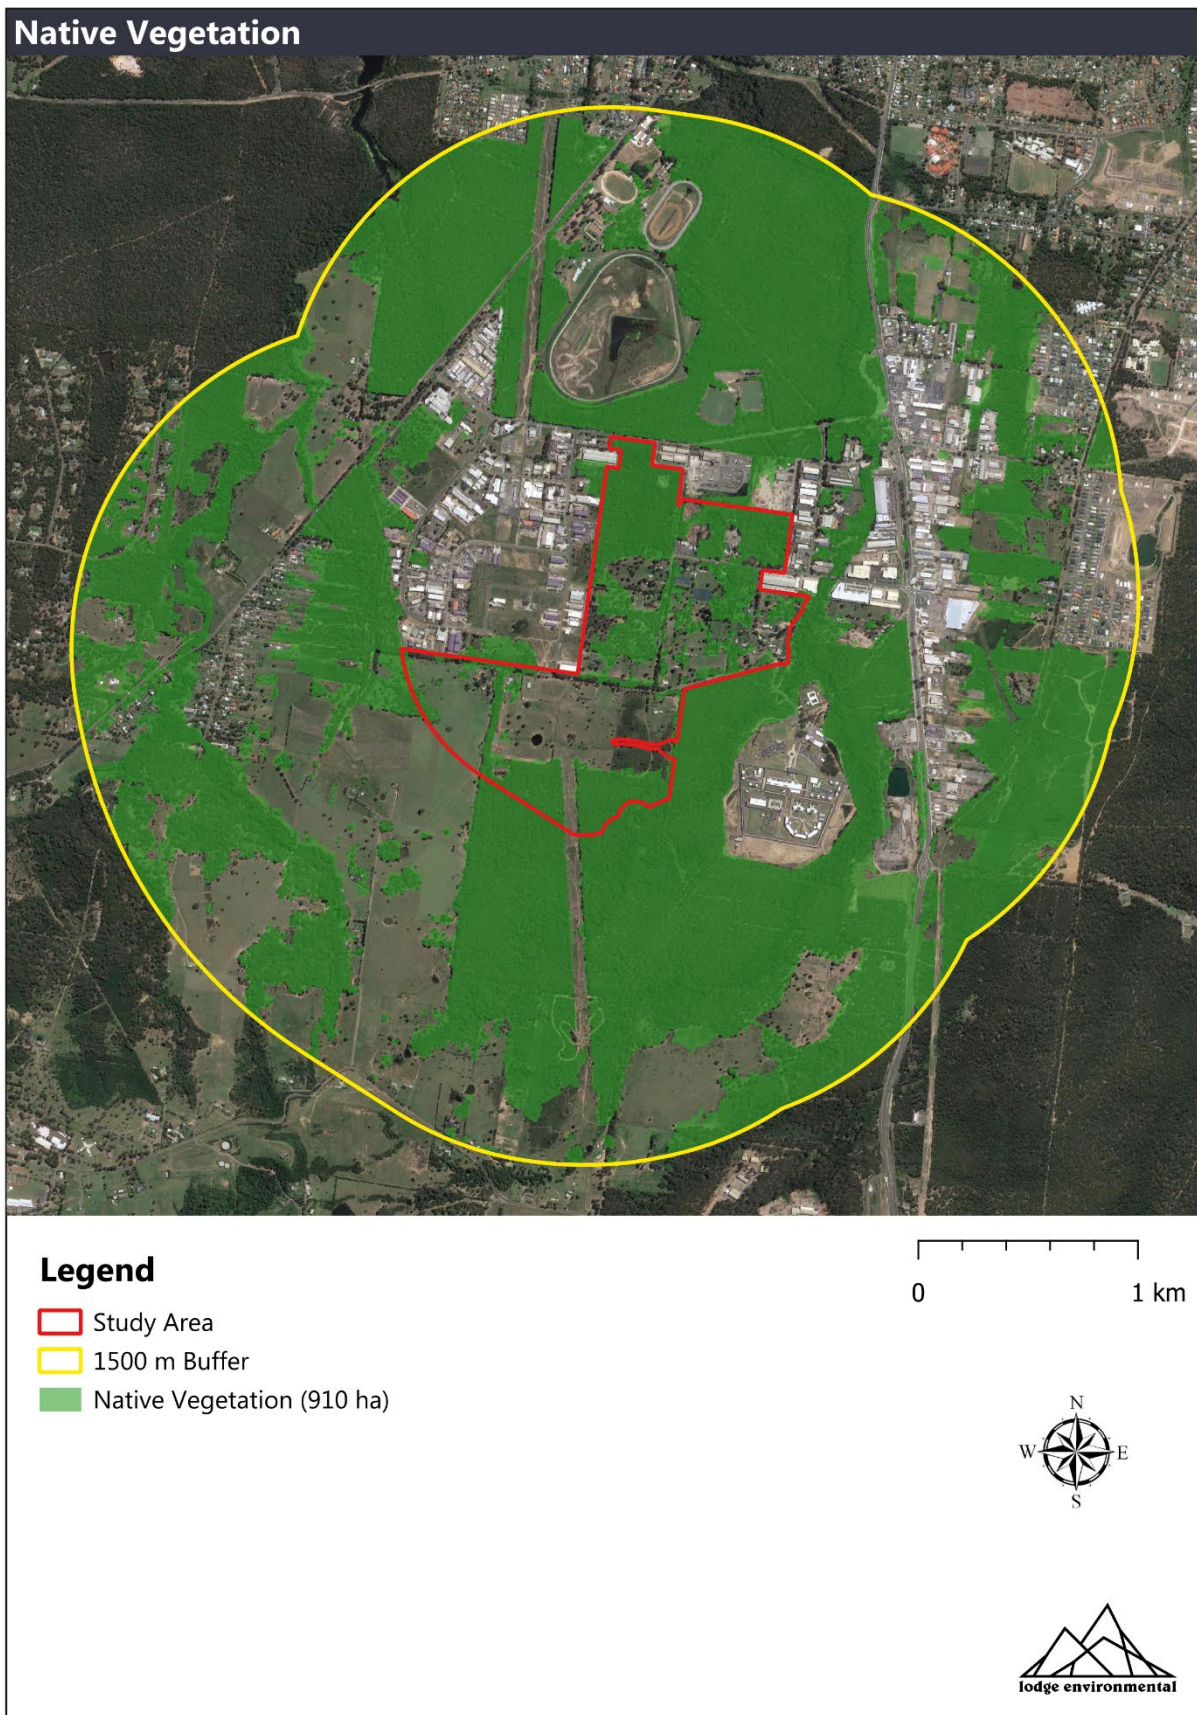 Native Vegetation
Legend
Study Area
1500 m Buffer
Native Vegetation (910 ha)
0 1 km
N
W E
S
lodge environmental